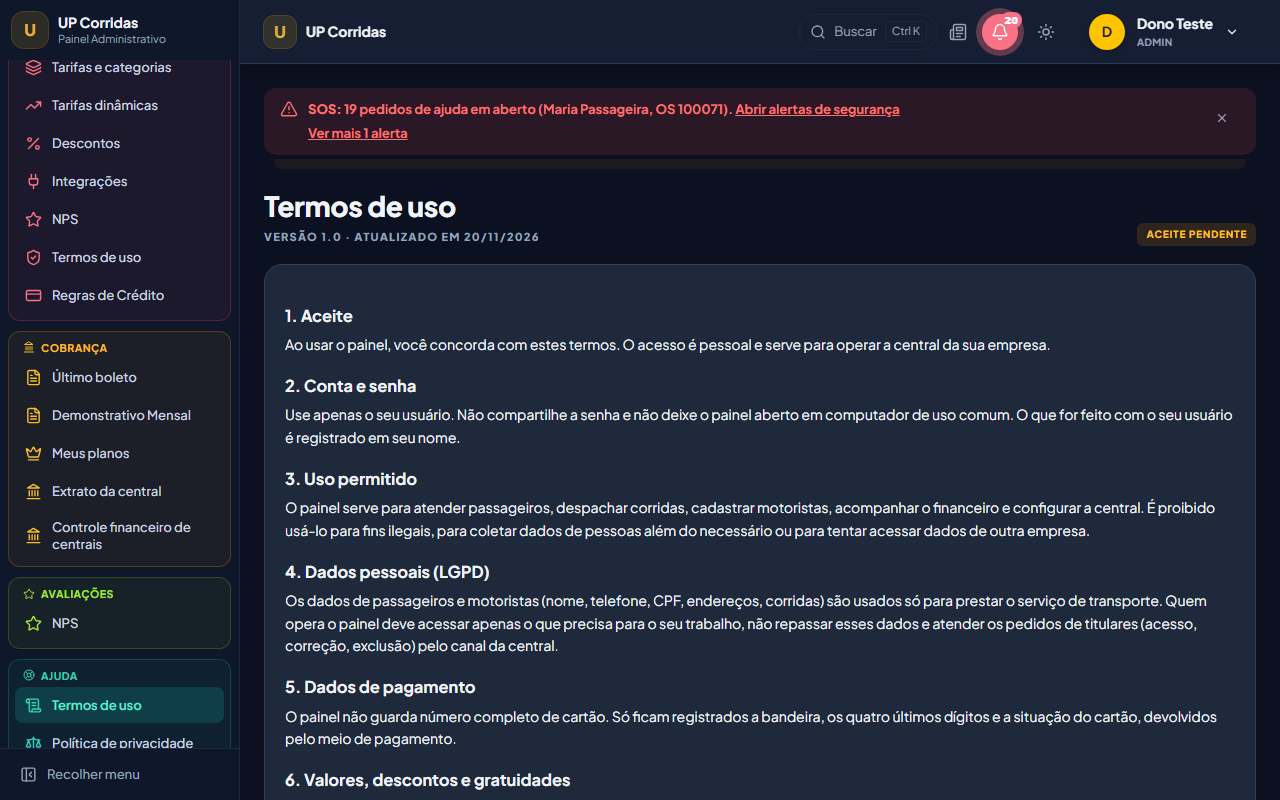 U
UP Corridas
Painel Administrativo
Tarifas e categorias
Tarifas dinâmicas
Descontos
Integrações
NPS
Termos de uso
Regras de Crédito
COBRANÇA
Último boleto
Demonstrativo Mensal
Meus planos
Extrato da central
Controle financeiro de
centrais
AVALIAÇÕES
NPS
AJUDA
Termos de uso
Política de privacidade
Recolher menu
U
UP Corridas
Buscar
Ctrl K
20
D
Dono Teste
ADMIN
SOS: 19 pedidos de ajuda em aberto (Maria Passageira, OS 100071). Abrir alertas de segurança
Ver mais 1 alerta
Termos de uso
VERSÃO 1.0 · ATUALIZADO EM 20/11/2026
ACEITE PENDENTE
1. Aceite
Ao usar o painel, você concorda com estes termos. O acesso é pessoal e serve para operar a central da sua empresa.
2. Conta e senha
Use apenas o seu usuário. Não compartilhe a senha e não deixe o painel aberto em computador de uso comum. O que for feito com o seu usuário
é registrado em seu nome.
3. Uso permitido
O painel serve para atender passageiros, despachar corridas, cadastrar motoristas, acompanhar o financeiro e configurar a central. É proibido
usá-lo para fins ilegais, para coletar dados de pessoas além do necessário ou para tentar acessar dados de outra empresa.
4. Dados pessoais (LGPD)
Os dados de passageiros e motoristas (nome, telefone, CPF, endereços, corridas) são usados só para prestar o serviço de transporte. Quem
opera o painel deve acessar apenas o que precisa para o seu trabalho, não repassar esses dados e atender os pedidos de titulares (acesso,
correção, exclusão) pelo canal da central.
5. Dados de pagamento
O painel não guarda número completo de cartão. Só ficam registrados a bandeira, os quatro últimos dígitos e a situação do cartão, devolvidos
pelo meio de pagamento.
6. Valores, descontos e gratuidades